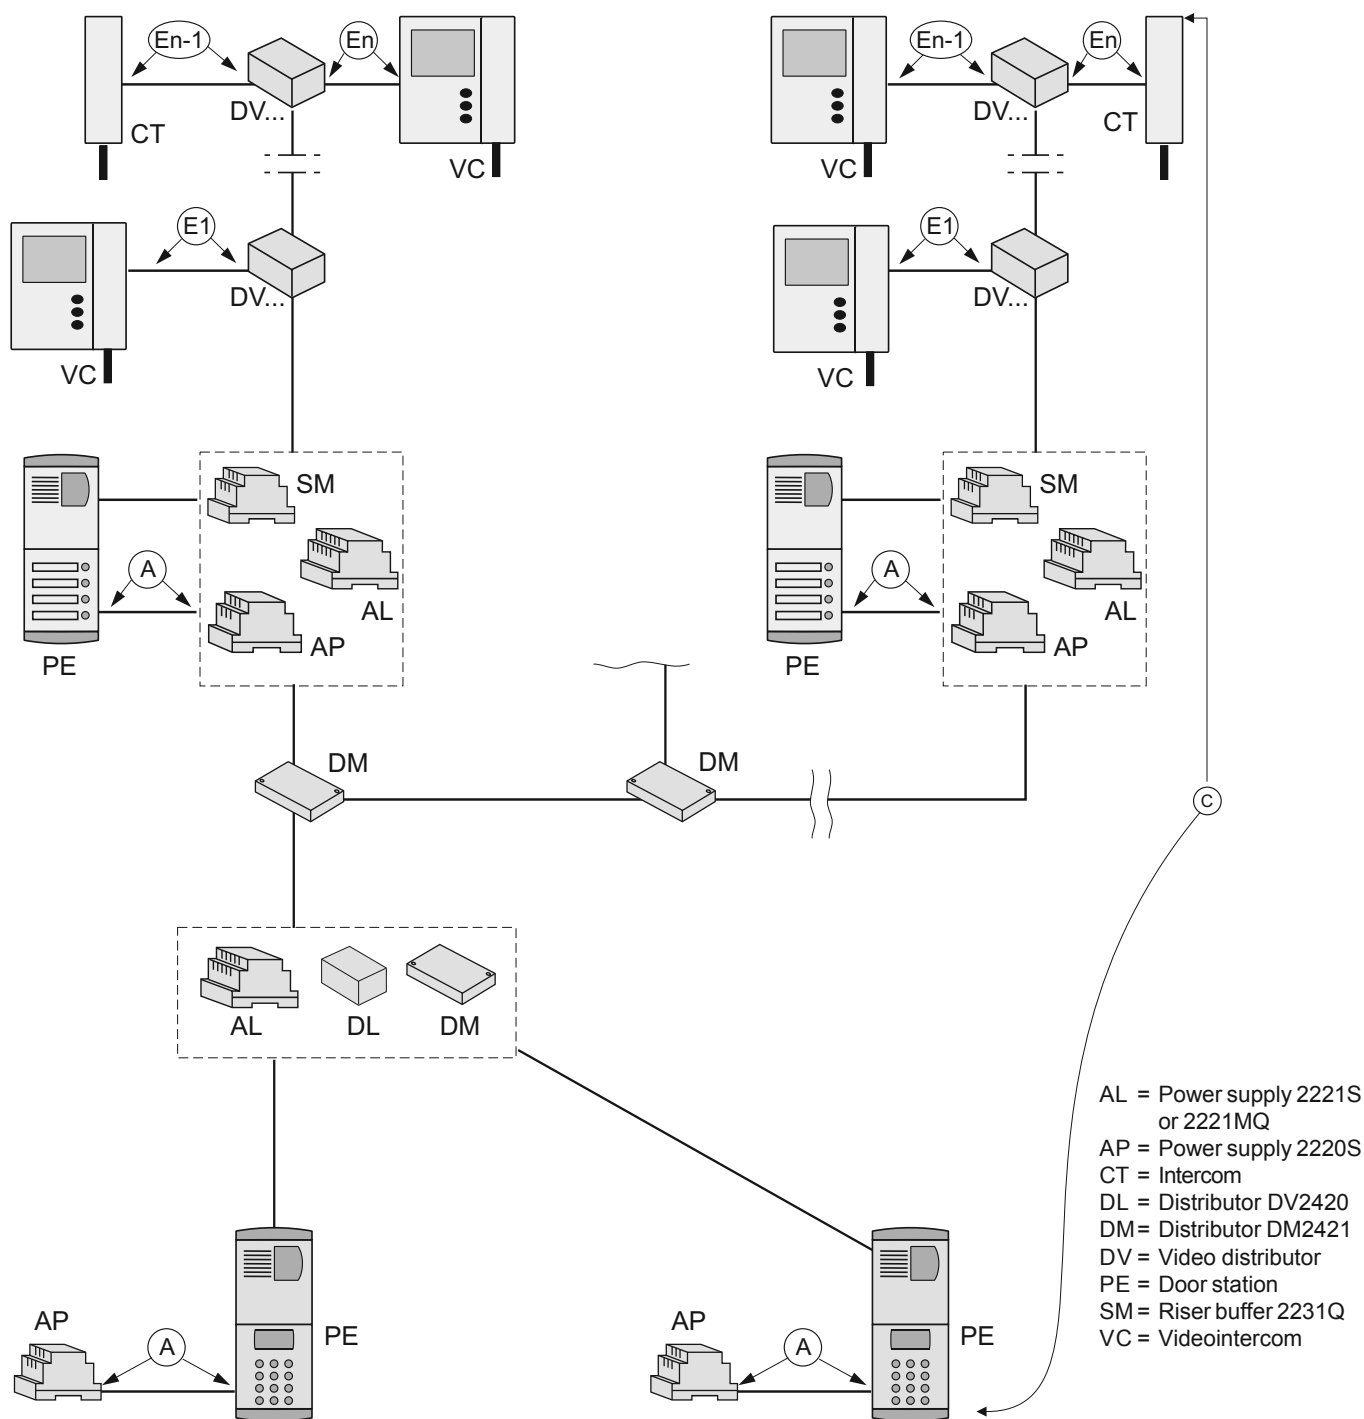 En-1 En En-1 En
DV... DV...
CT CT
VC VC
E1 E1
DV... DV...
VC VC
SM SM
A A
AL AL
AP AP
PE PE
DM DM
C
AL DL DM
AL = Power supply 2221S
or 2221MQ
AP = Power supply 2220S
CT = Intercom
DL = Distributor DV2420
DM = Distributor DM2421
DV = Video distributor
PE = Door station
SM = Riser buffer 2231Q
VC = Videointercom
AP AP
A PE A PE